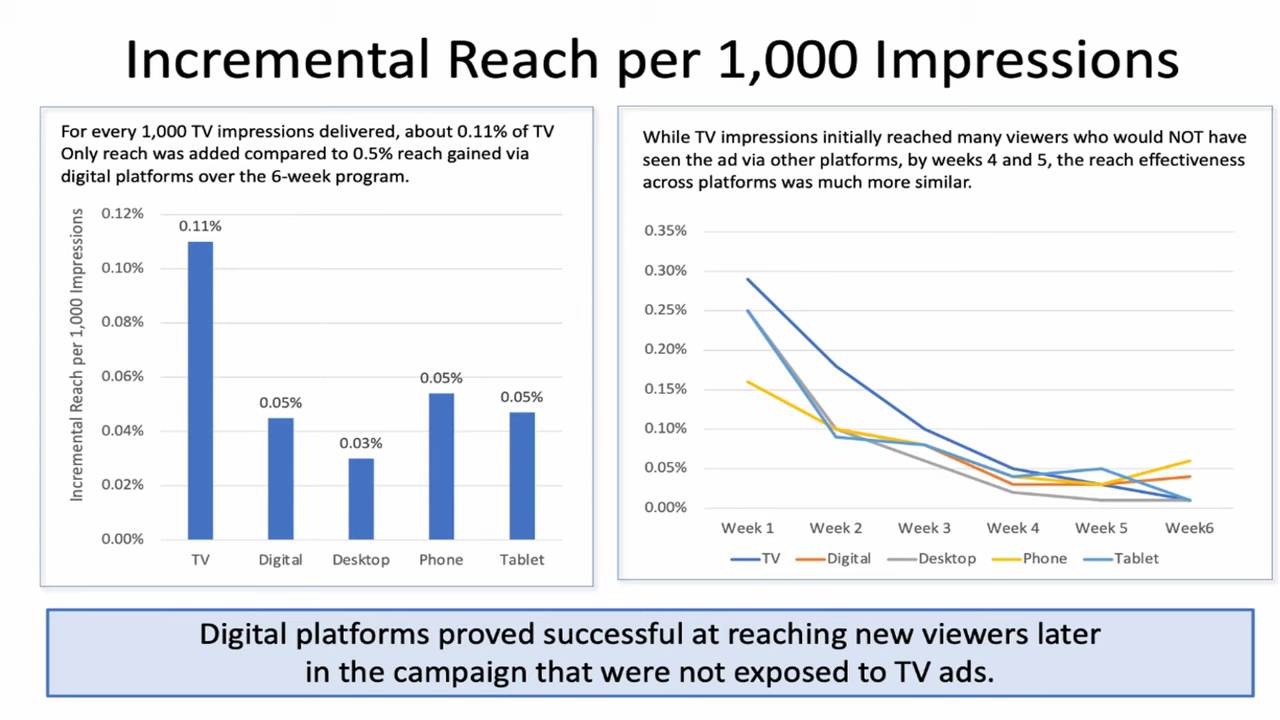 Incremental Reach per 1,000 Impressions
For every 1,000 TV impressions delivered, about 0.11% of TV
Only reach was added compared to 0.5% reach gained via
digital platforms over the 6-week program.
Incremental Reach per 1,000 Impressions
0.12%
0.10%
0.08%
0.06%
0.04%
0.02%
0.00%
0.11%
0.05%
0.03%
0.05%
0.05%
TV Digital Desktop Phone Tablet
While TV impressions initially reached many viewers who would NOT have
seen the ad via other platforms, by weeks 4 and 5, the reach effectiveness
across platforms was much more similar.
0.35%
0.30%
0.25%
0.20%
0.15%
0.10%
0.05%
0.00%
Week 1 Week 2 Week 3 Week 4 Week 5 Week6
TV Digital Desktop Phone Tablet
Digital platforms proved successful at reaching new viewers later
in the campaign that were not exposed to TV ads.